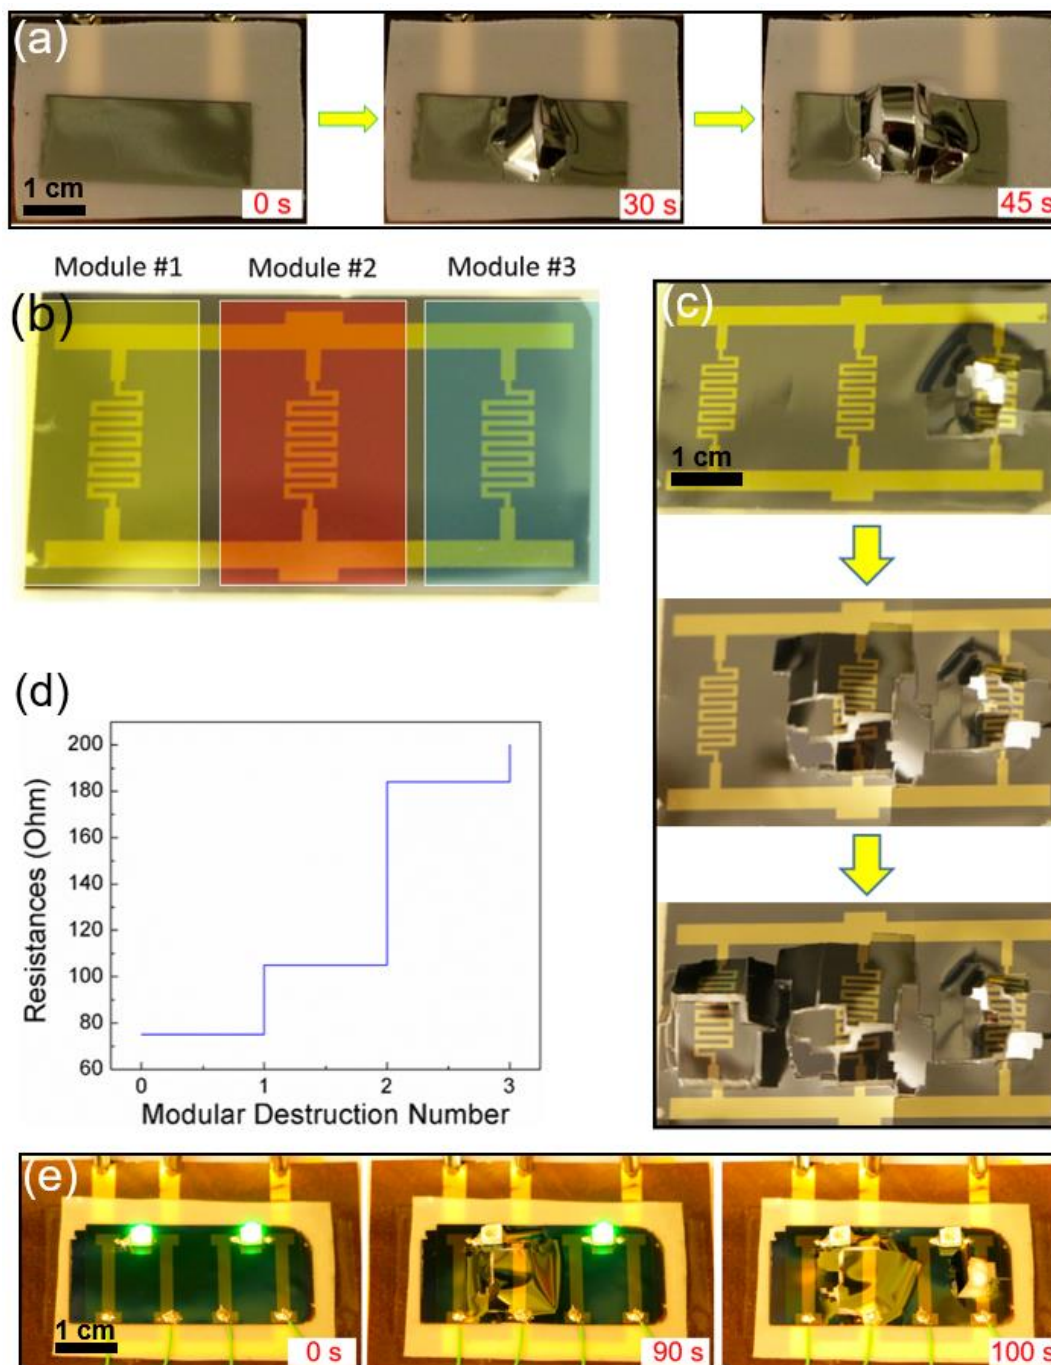 (a)
1 cm
0 s
30 s
45 s
Module #1
Module #2
Module #3
(b)
(c)
1 cm
(d)
Resistances (Ohm)
200
180
160
140
120
100
80
60
0
1
2
3
Modular Destruction Number
(e)
1 cm
0 s
90 s
100 s